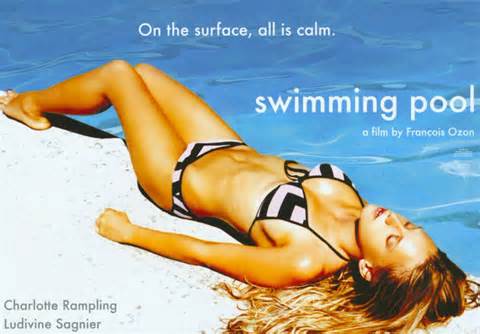 On the surface, all is calm.
swimming pool
a film by François Ozon
Charlotte Rampling
Ludivine Sagnier